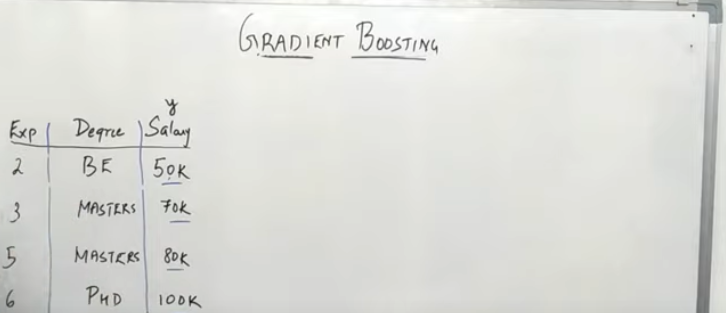 GRADIENT BOOSTING
y
Exp Degree Salary
2 BE 50K
3 MASTERS 70K
5 MASTERS 80K
6 PHD 100K